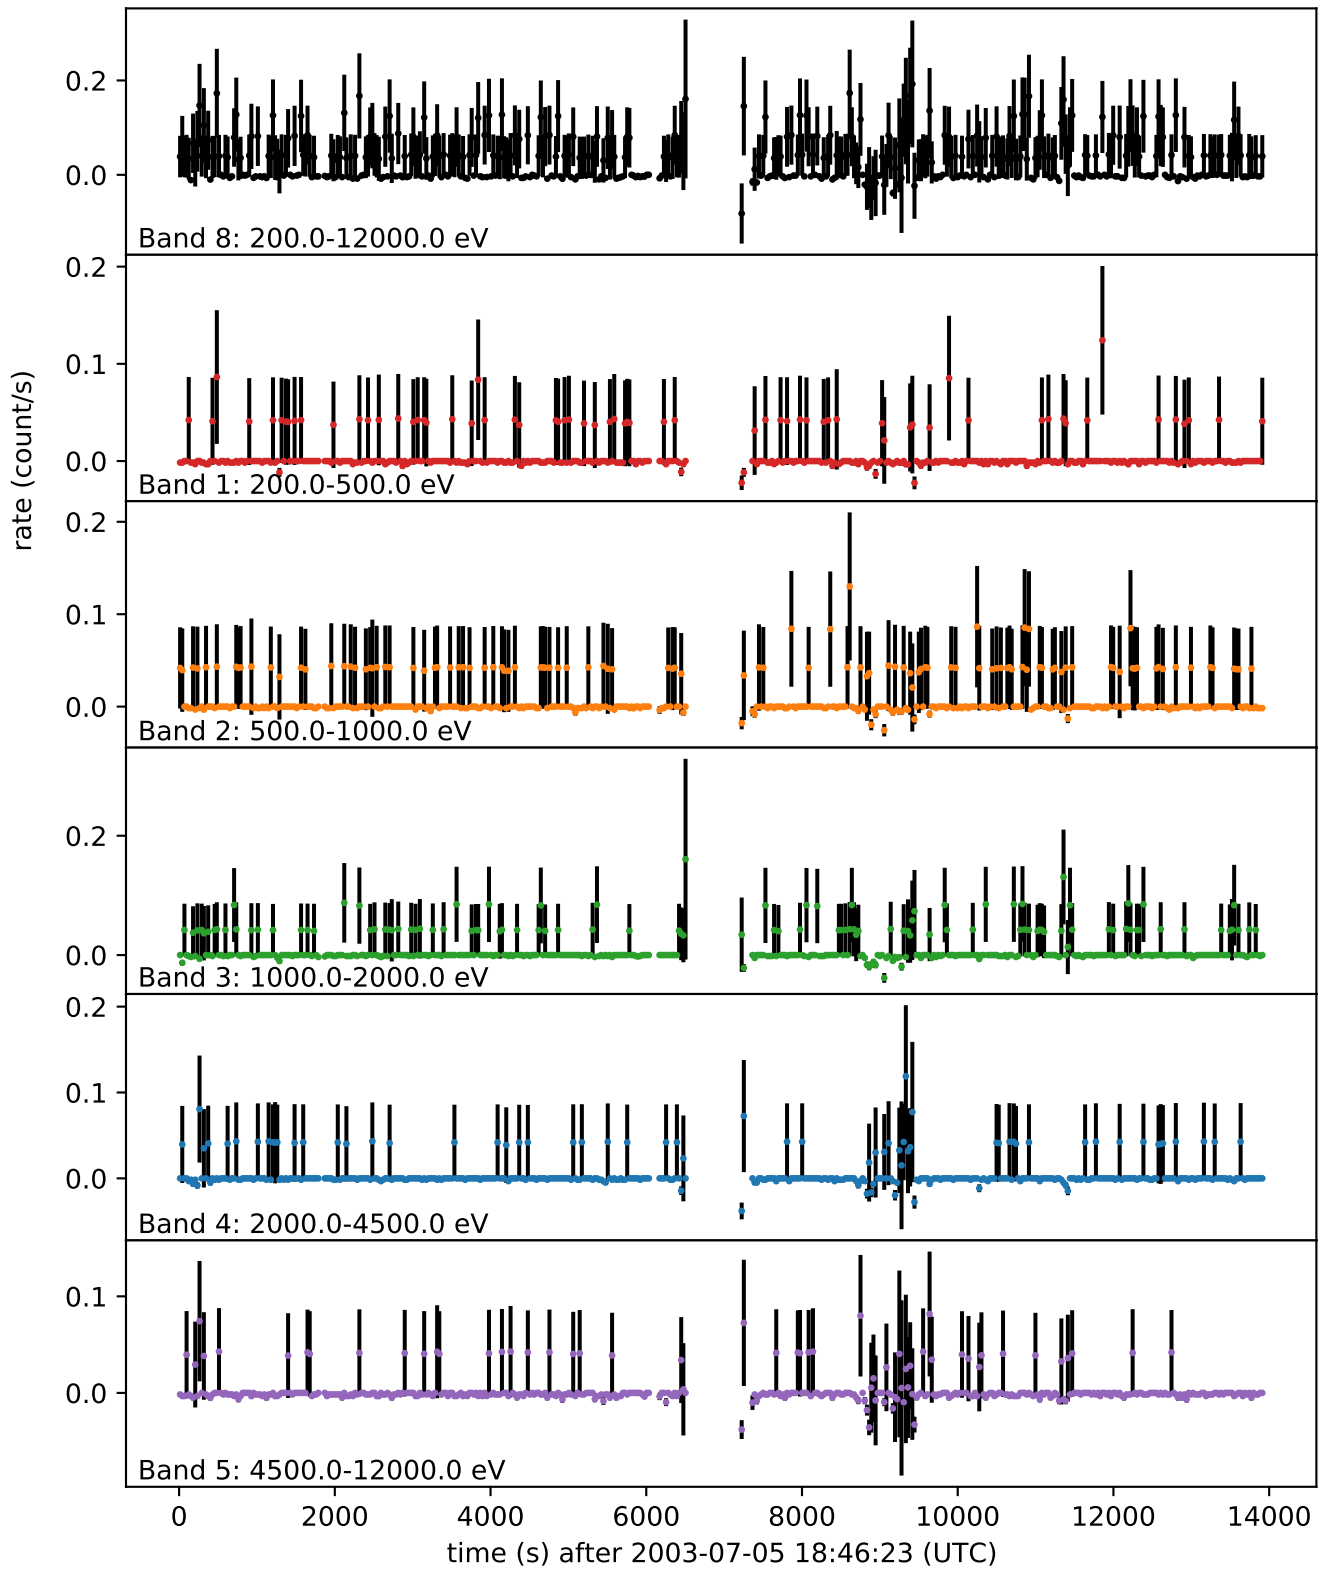 0.2
0.0
Band 8: 200.0-12000.0 eV
0.2
0.1
0.0
Band 1: 200.0-500.0 eV
rate (count/s)
0.2
0.1
0.0
Band 2: 500.0-1000.0 eV
0.2
0.0
Band 3: 1000.0-2000.0 eV
0.2
0.1
0.0
Band 4: 2000.0-4500.0 eV
0.1
0.0
Band 5: 4500.0-12000.0 eV
0 2000 4000 6000 8000 10000 12000 14000
time (s) after 2003-07-05 18:46:23 (UTC)